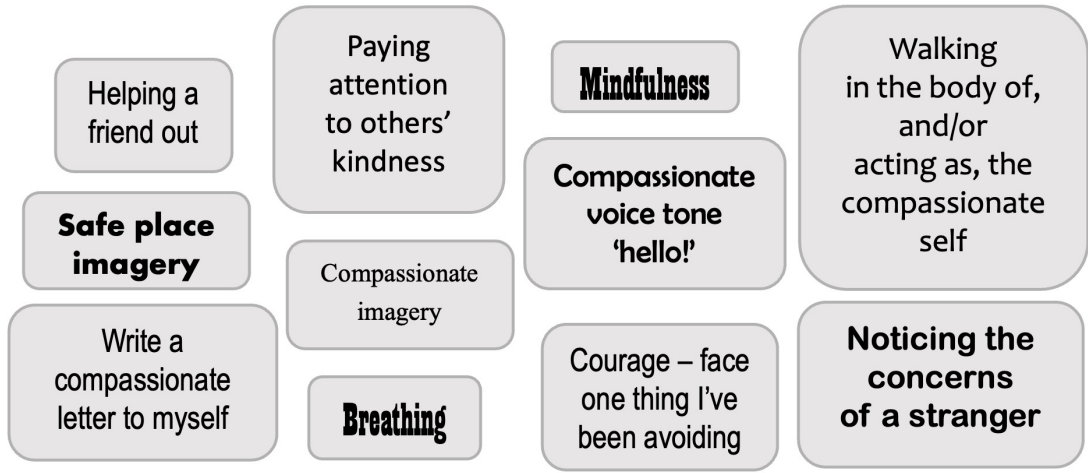 Helping a
friend out
Safe place
imagery
Write a
compassionate
letter to myself
Paying
attention
to others’
kindness
Compassionate
imagery
Breathing
Mindfulness
Compassionate
voice tone
‘hello!’
Courage – face
one thing I’ve
been avoiding
Walking
in the body of,
and/or
acting as, the
compassionate
self
Noticing the
concerns
of a stranger